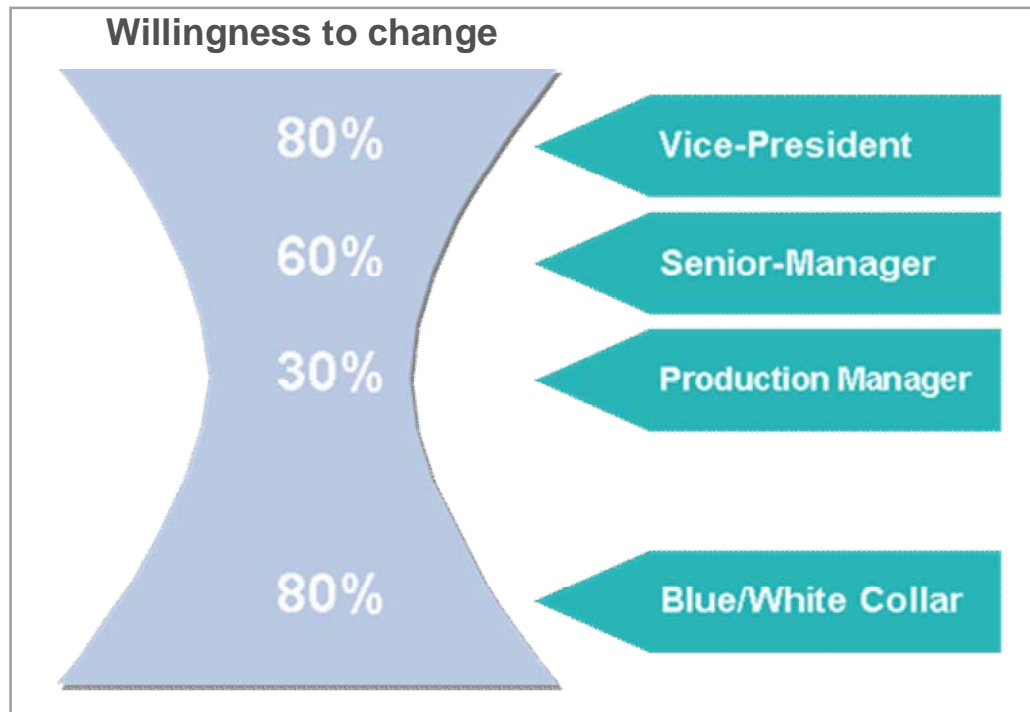 Willingness to change
80%
Vice-President
60%
Senior-Manager
30%
Production Manager
80%
Blue/White Collar